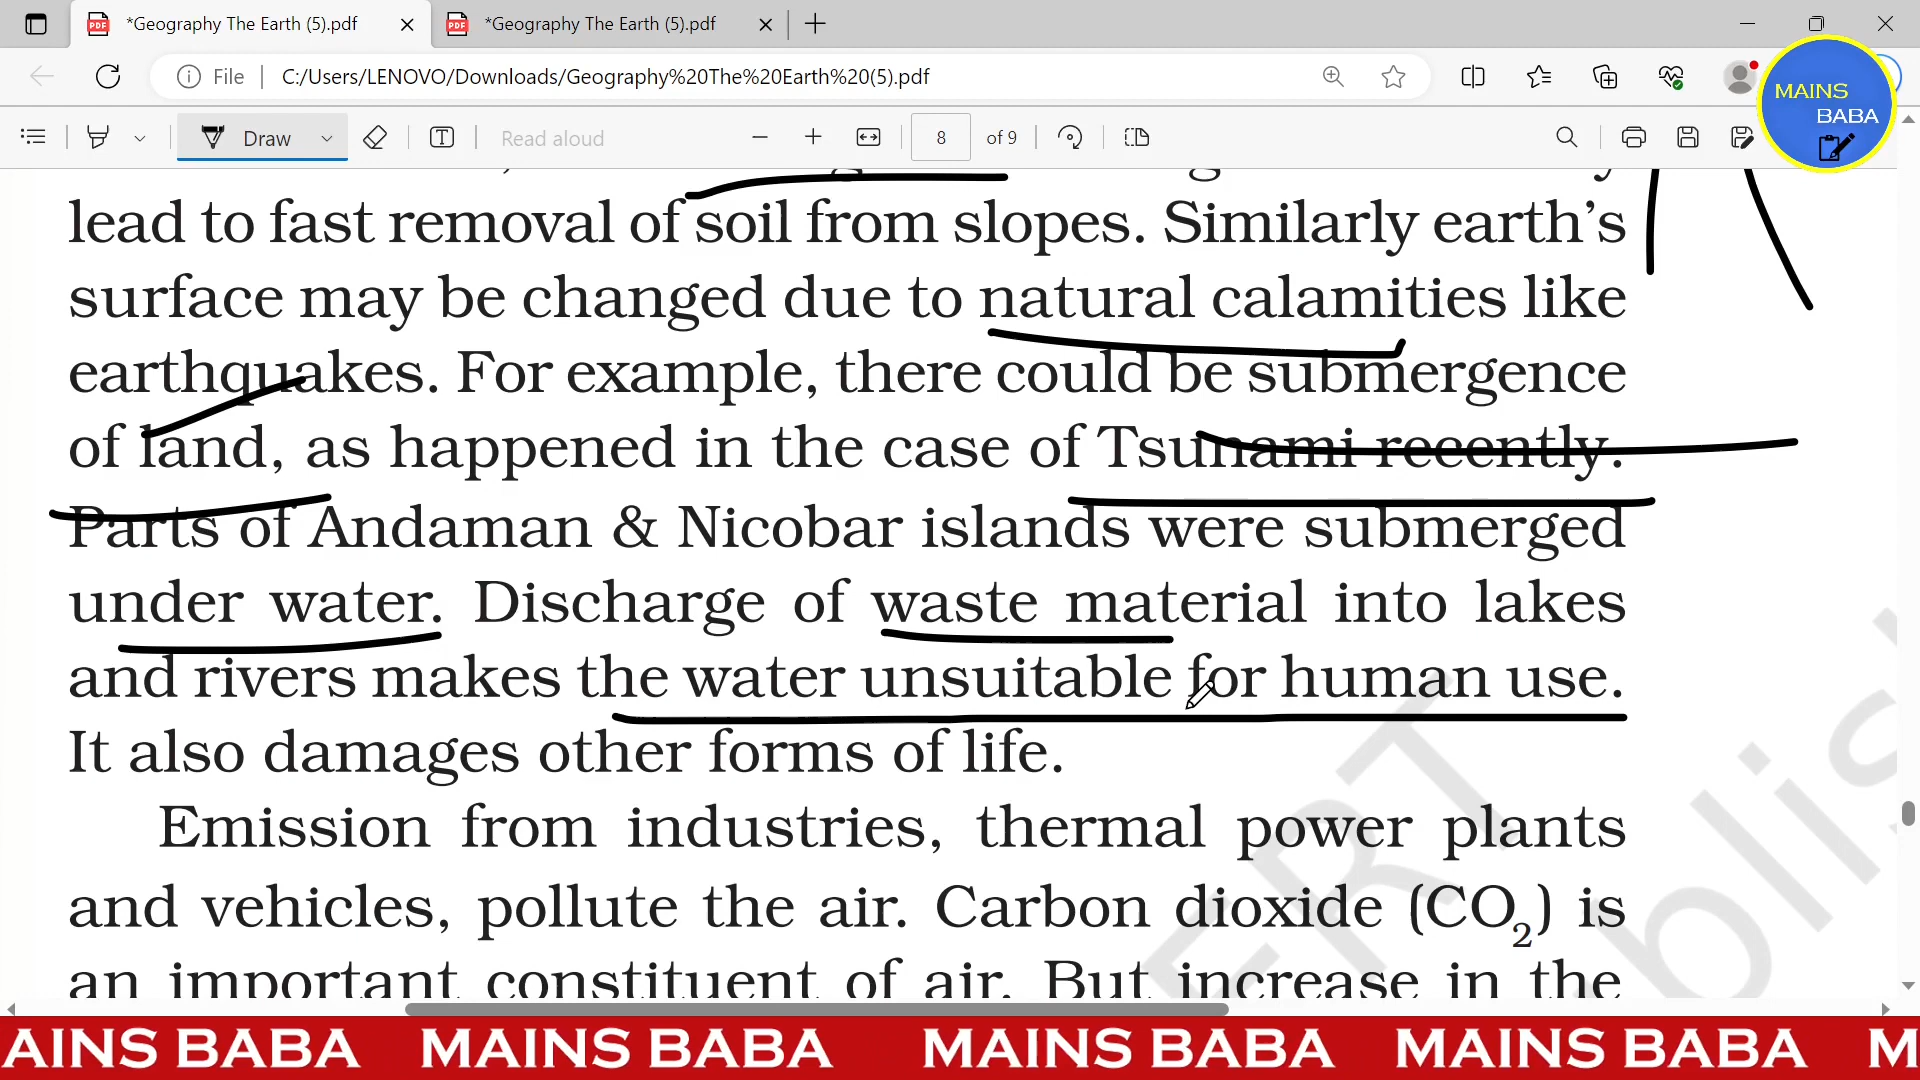 *Geography The Earth (5).pdf
*Geography The Earth (5).pdf
File
C:/Users/LENOVO/Downloads/Geography%20The%20Earth%20(5).pdf
MAINS
BABA
Draw
Read aloud
8
of 9
lead to fast removal of soil from slopes. Similarly earth's
surface may be changed due to natural calamities like
earthquakes. For example, there could be submergence
of land, as happened in the case of Tsunami recently.
Parts of Andaman & Nicobar islands were submerged
under water. Discharge of waste material into lakes
and rivers makes the water unsuitable for human use.
It also damages other forms of life.
Emission from industries, thermal power plants
and vehicles, pollute the air. Carbon dioxide (CO2) is
an important constituent of air. But increase in the
AINS BABA MAINS BABA MAINS BABA MAINS BABA M